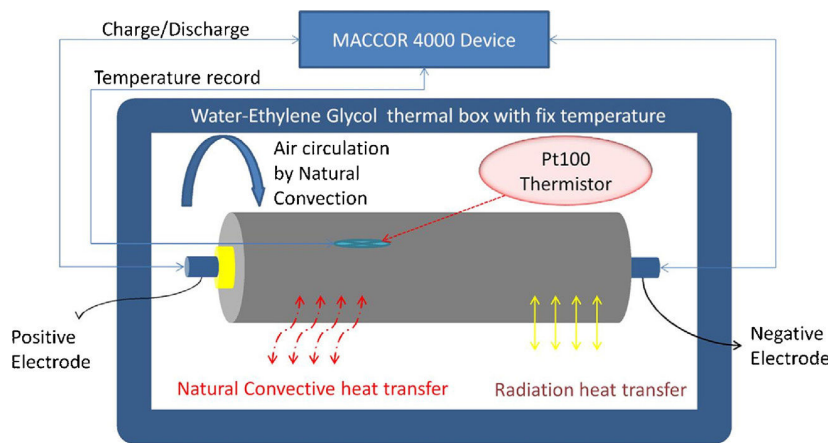 Charge/Discharge
MACCOR 4000 Device
Temperature record
Water-Ethylene Glycol thermal box with fix temperature
Air circulation
by Natural
Convection
Pt100
Thermistor
Positive
Electrode
Negative
Electrode
Natural Convective heat transfer
Radiation heat transfer